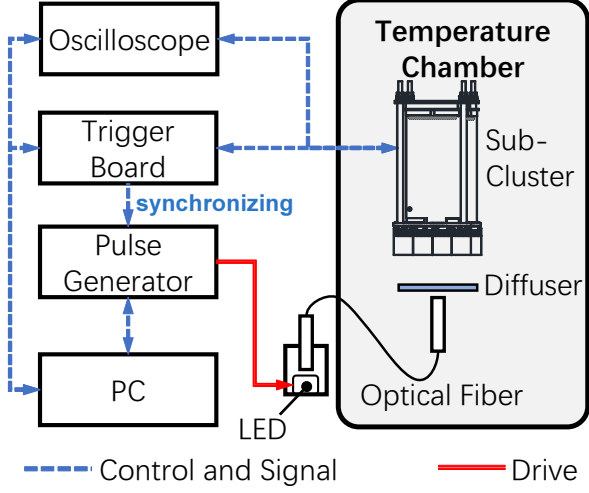 Oscilloscope
Temperature
Chamber
Trigger
Board
Sub-
Cluster
synchronizing
Pulse
Generator
Diffuser
PC
Optical Fiber
LED
Control and Signal
Drive